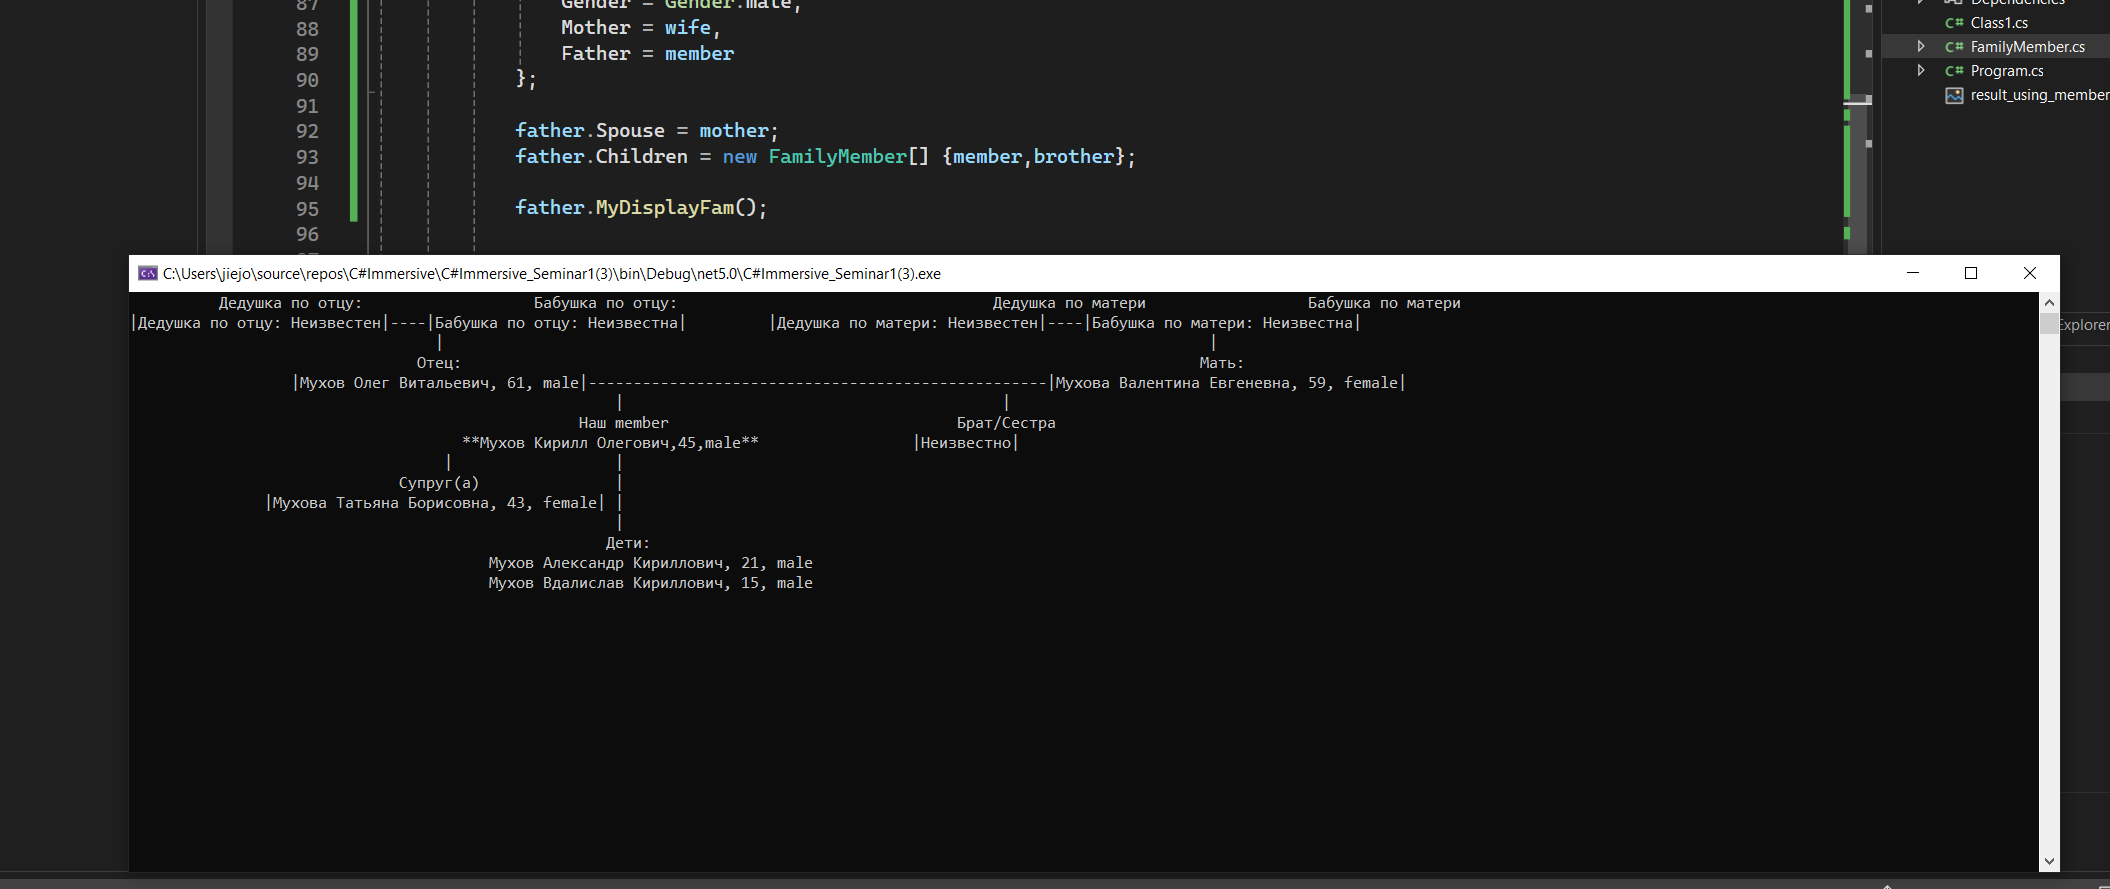 87 Gender = Gender.male,
88 Mother = wife,
89 Father = member
90 };
91
92 father.Spouse = mother;
93 father.Children = new FamilyMember[] {member,brother};
94
95 father.MyDisplayFam();
96
Dependencies
C# Class1.cs
C# FamilyMember.cs
C# Program.cs
result_using_member
Explorer
C:\Users\jiejo\source\repos\C#Immersive\C#Immersive_Seminar1(3)\bin\Debug\net5.0\C#Immersive_Seminar1(3).exe
Дедушка по отцу: Бабушка по отцу: Дедушка по матери Бабушка по матери
|Дедушка по отцу: Неизвестен|----|Бабушка по отцу: Неизвестна| |Дедушка по матери: Неизвестен|----|Бабушка по матери: Неизвестна|
| |
Отец: Мать:
|Мухов Олег Витальевич, 61, male|---------------------------------------------------|Мухова Валентина Евгеневна, 59, female|
| |
Наш member Брат/Сестра
**Мухов Кирилл Олегович,45,male** |Неизвестно|
| |
Супруг(а) |
|Мухова Татьяна Борисовна, 43, female| |
|
Дети:
Мухов Александр Кириллович, 21, male
Мухов Вдалислав Кириллович, 15, male